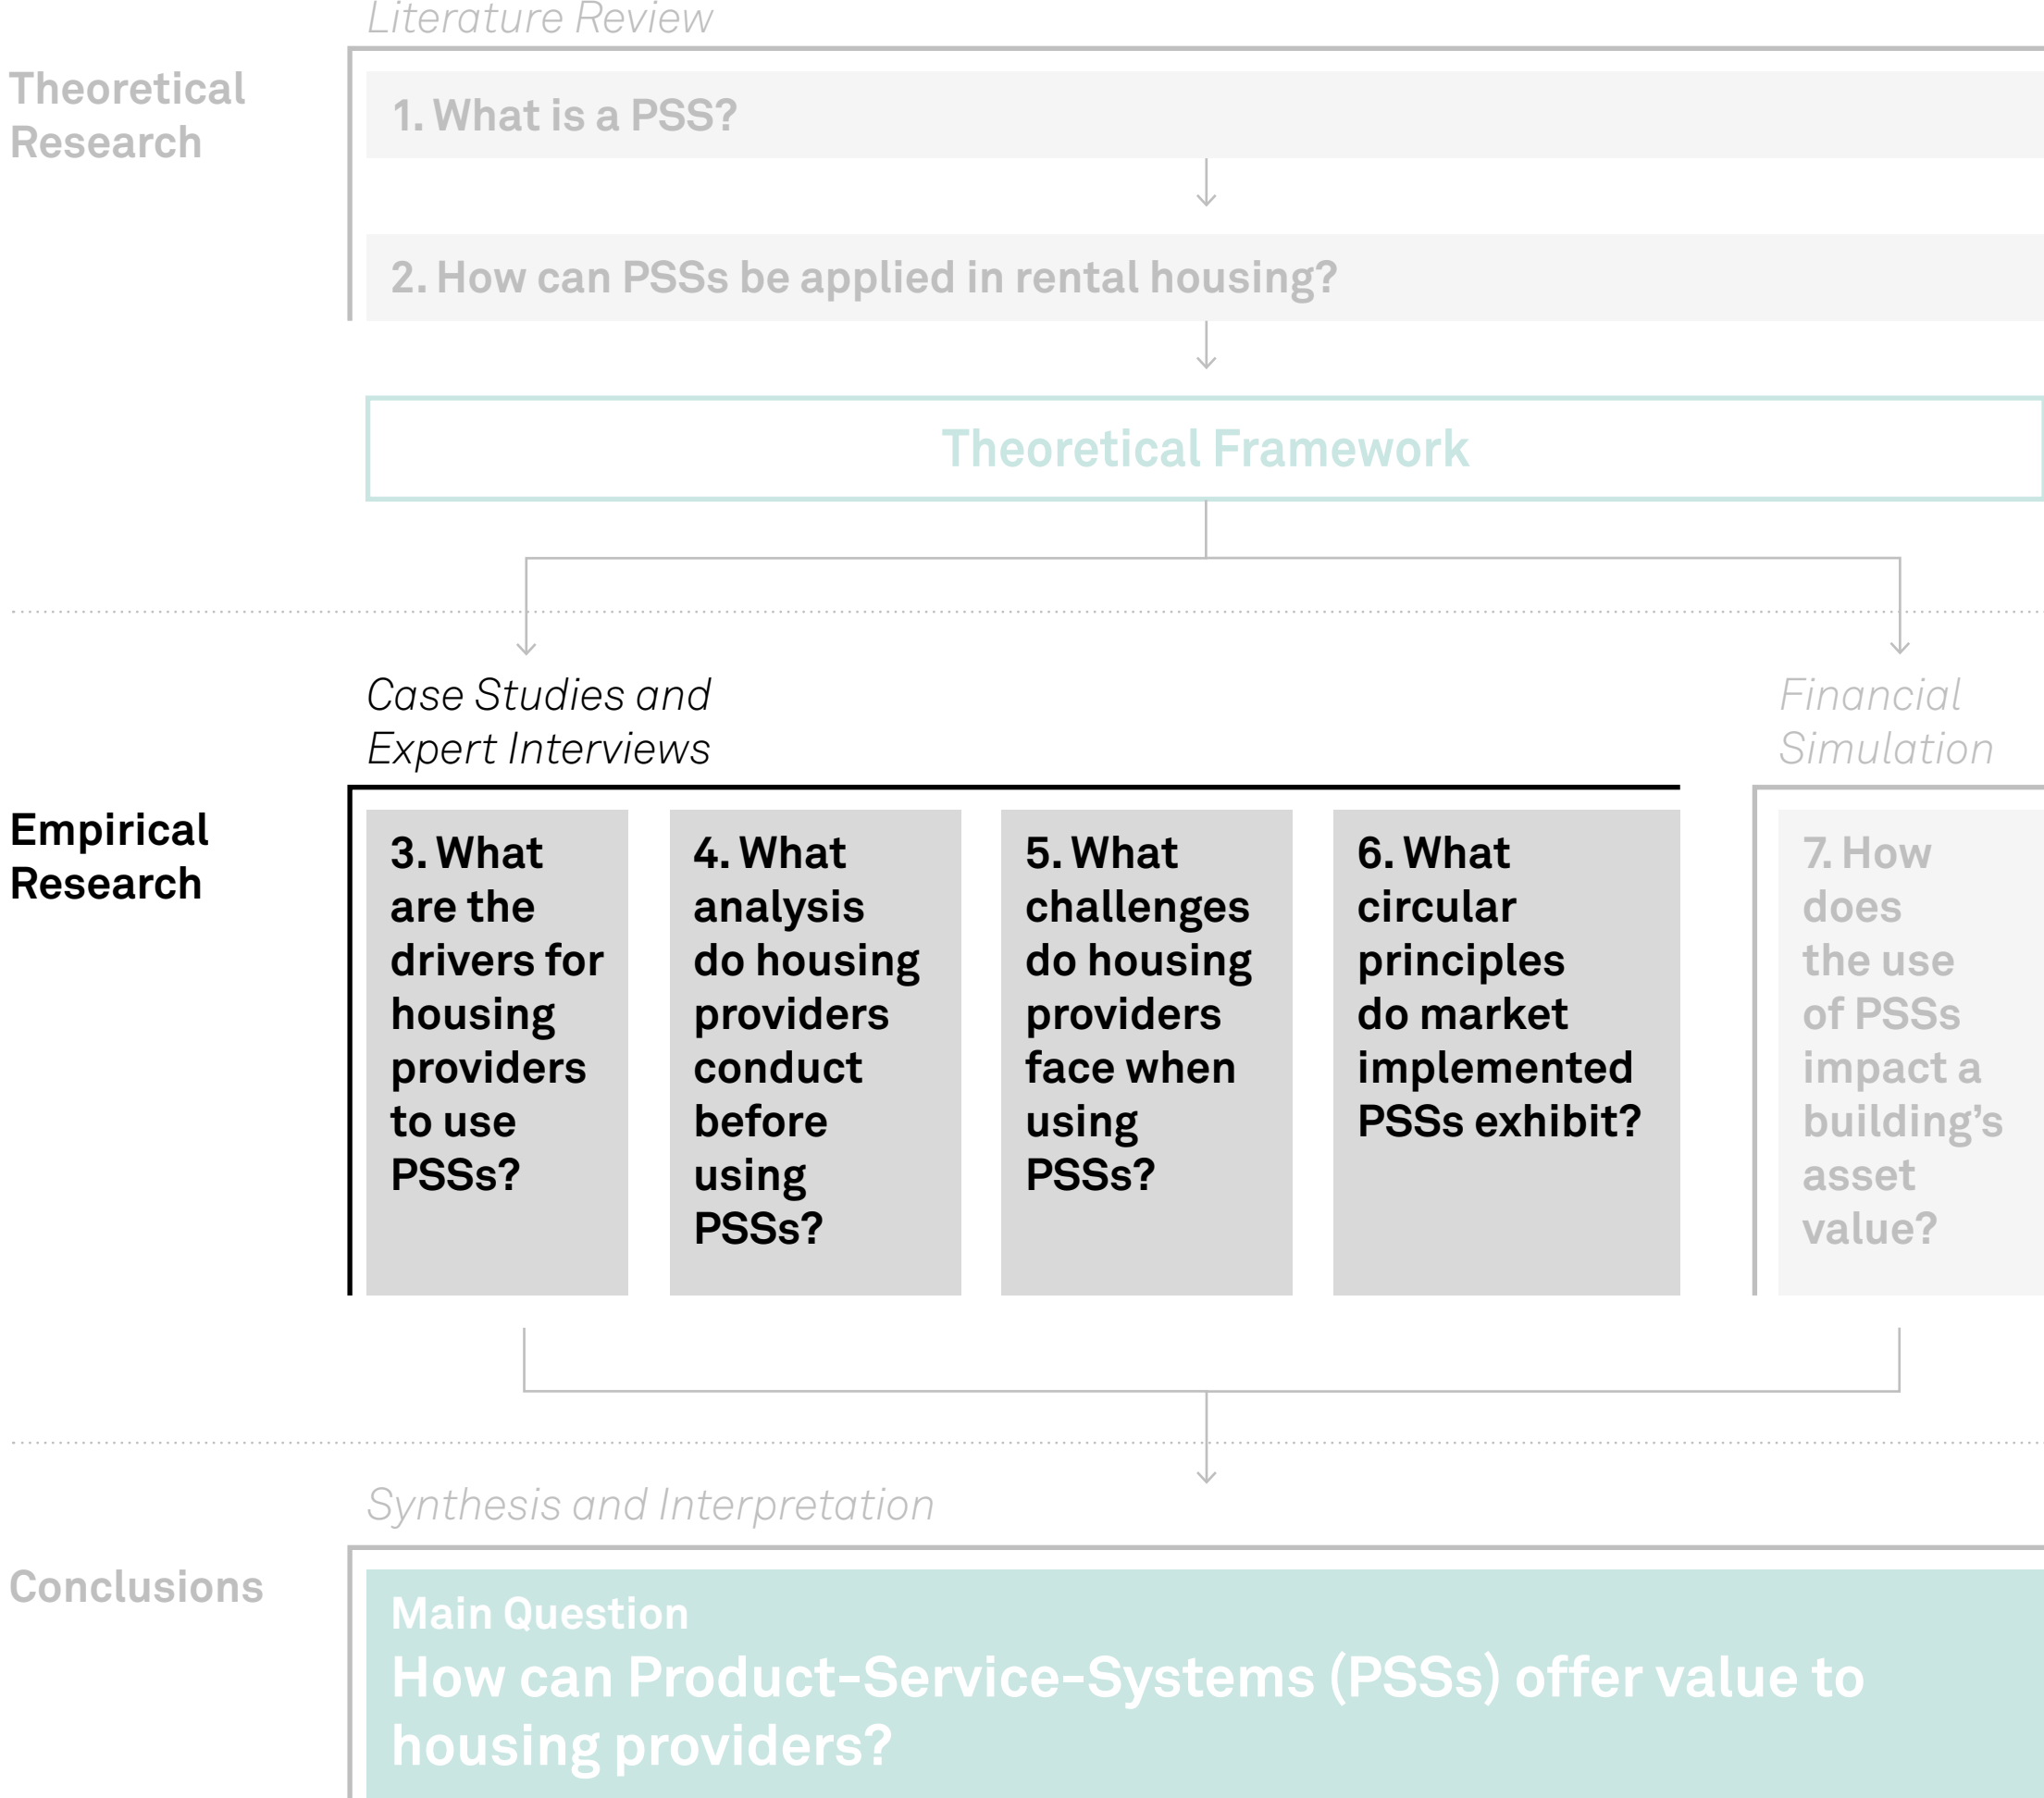 Literature Review
Theoretical
Research
1. What is a PSS?
2. How can PSSs be applied in rental housing?
Theoretical Framework
Case Studies and
Expert Interviews
Financial
Simulation
Empirical
Research
3. What
are the
drivers for
housing
providers
to use
PSSs?
4. What
analysis
do housing
providers
conduct
before
using
PSSs?
5. What
challenges
do housing
providers
face when
using
PSSs?
6. What
circular
principles
do market
implemented
PSSs exhibit?
7. How
does
the use
of PSSs
impact a
building's
asset
value?
Synthesis and Interpretation
Conclusions
Main Question
How can Product-Service-Systems (PSSs) offer value to
housing providers?